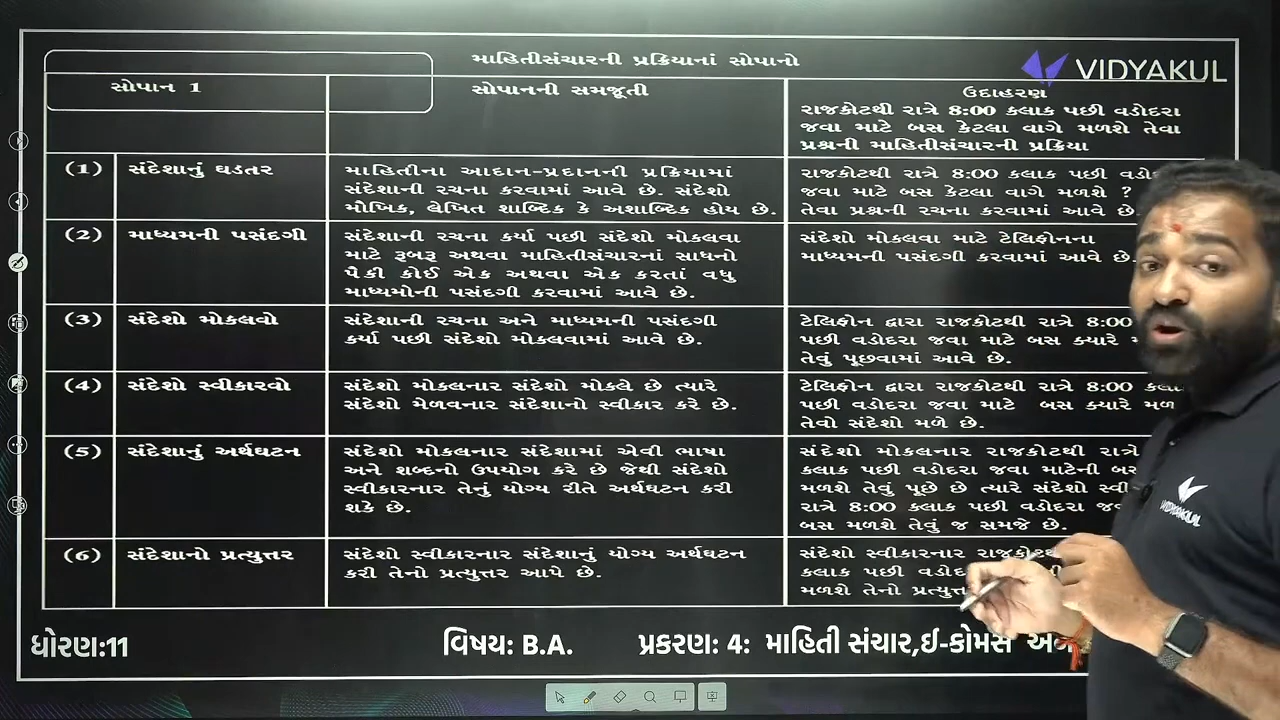 માહિતીસંચારની પ્રક્રિયાનાં સોપાનો
VIDYAKUL
સોપાન 1
સોપાનની સમજૂતી
ઉદાહરણ
રાજકોટથી રાત્રે 8:00 કલાક પછી વડોદરા
જવા માટે બસ કેટલા વાગે મળશે તેવા
પ્રશ્નની માહિતીસંચારની પ્રક્રિયા
(1) સંદેશાનું ઘડતર
માહિતીના આદાન-પ્રદાનની પ્રક્રિયામાં
સંદેશાની રચના કરવામાં આવે છે. સંદેશો
મૌખિક, લેખિત શાબ્દિક કે અશાબ્દિક હોય છે.
રાજકોટથી રાત્રે 8:00 કલાક પછી
જવા માટે બસ કેટલા વાગે મળશે ?
તેવા પ્રશ્નની રચના કરવામાં આવે છે.
(2) માધ્યમની પસંદગી
સંદેશાની રચના કર્યા પછી સંદેશો મોકલવા
માટે રૂબરૂ અથવા માહિતીસંચારનાં સાધનો
પૈકી કોઈ એક અથવા એક કરતાં વધુ
માધ્યમોની પસંદગી કરવામાં આવે છે.
સંદેશો મોકલવા માટે ટેલિફોનના
માધ્યમની પસંદગી કરવામાં આવે છે.
(3) સંદેશો મોકલવો
સંદેશાની રચના અને માધ્યમની પસંદગી
કર્યા પછી સંદેશો મોકલવામાં આવે છે.
ટેલિફોન દ્વારા રાજકોટથી રાત્રે 8:00
પછી વડોદરા જવા માટે બસ ક્યારે
તેવું પૂછવામાં આવે છે.
(4) સંદેશો સ્વીકારવો
સંદેશો મોકલનાર સંદેશો મોકલે છે ત્યારે
સંદેશો મેળવનાર સંદેશાનો સ્વીકાર કરે છે.
ટેલિફોન દ્વારા રાજકોટથી રાત્રે 8:00
પછી વડોદરા જવા માટે બસ ક્યારે
તેવો સંદેશો મળે છે.
(5) સંદેશાનું અર્થઘટન
સંદેશો મોકલનાર સંદેશામાં એવી ભાષા
અને શબ્દનો ઉપયોગ કરે છે જેથી સંદેશો
સ્વીકારનાર તેનું યોગ્ય રીતે અર્થઘટન કરી
શકે છે.
સંદેશો મોકલનાર રાજકોટથી રાત્રે
કલાક પછી વડોદરા જવા માટેની બસ
મળશે તેવું પૂછે છે ત્યારે સંદેશો
રાત્રે 8:00 કલાક પછી વડોદરા
બસ મળશે તેવું જ સમજે છે.
(6) સંદેશાનો પ્રત્યુત્તર
સંદેશો સ્વીકારનાર સંદેશાનું યોગ્ય અર્થઘટન
કરી તેનો પ્રત્યુત્તર આપે છે.
સંદેશો સ્વીકારનાર
કલાક પછી
મળશે તેનો
ધોરણ:11
વિષય: B.A.
પ્રકરણ: 4: માહિતી સંચાર,ઈ-કોમર્સ
VIDYAKUL